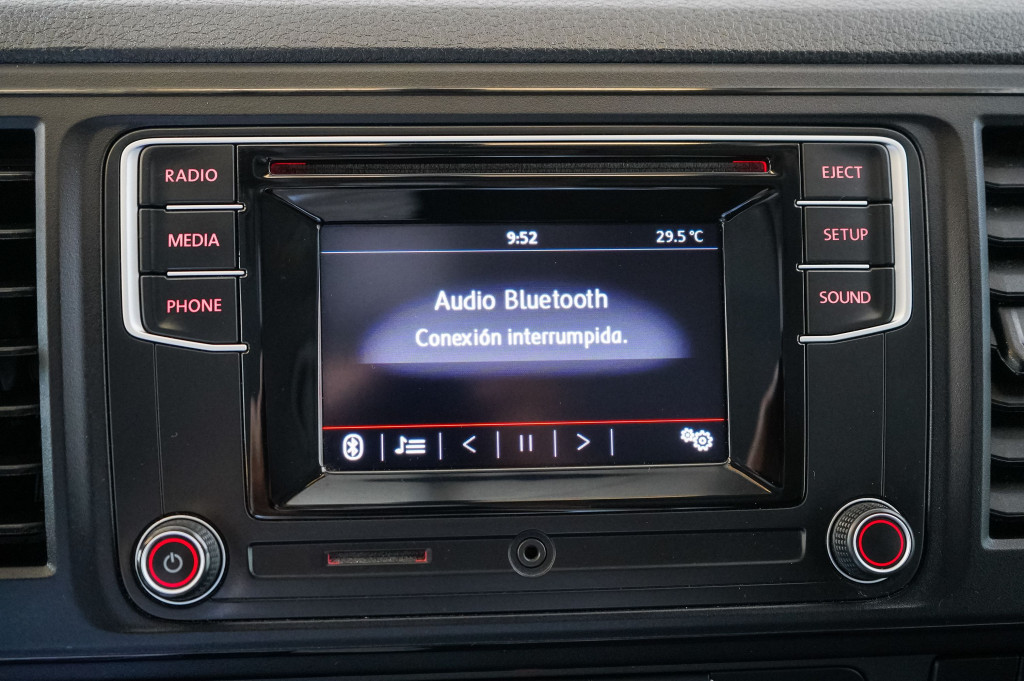 RADIO
MEDIA
PHONE
EJECT
SETUP
SOUND
9:52
29.5 °C
Audio Bluetooth
Conexión interrumpida.